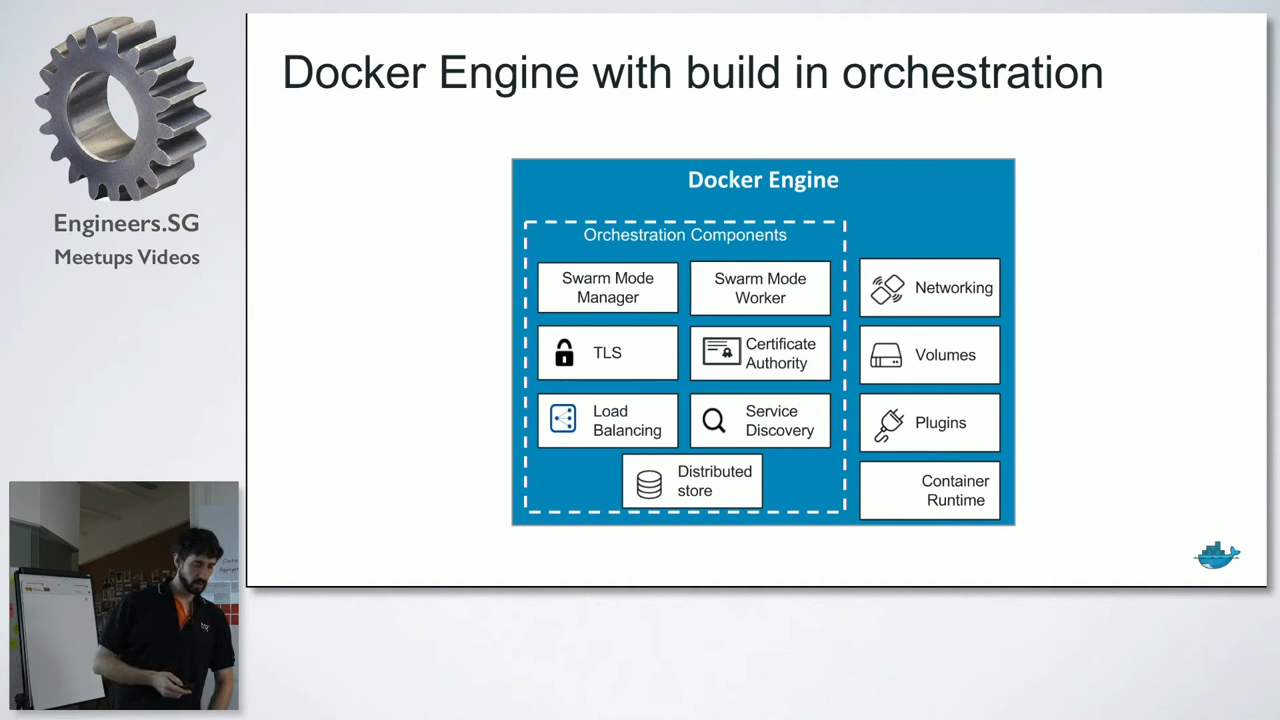 Docker Engine with build in orchestration
Engineers.SG
Meetups Videos
Docker Engine
Orchestration Components
Swarm Mode
Manager
Swarm Mode
Worker
TLS
Certificate
Authority
Load
Balancing
Service
Discovery
Distributed
store
Networking
Volumes
Plugins
Container
Runtime